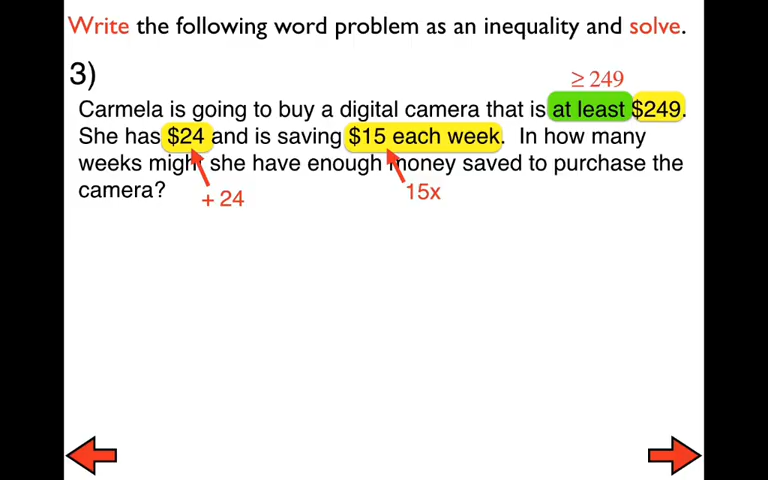 Write the following word problem as an inequality and solve.
3)
≥ 249
Carmela is going to buy a digital camera that is at least $249.
She has $24 and is saving $15 each week. In how many
weeks might she have enough money saved to purchase the
camera?
+ 24
15x